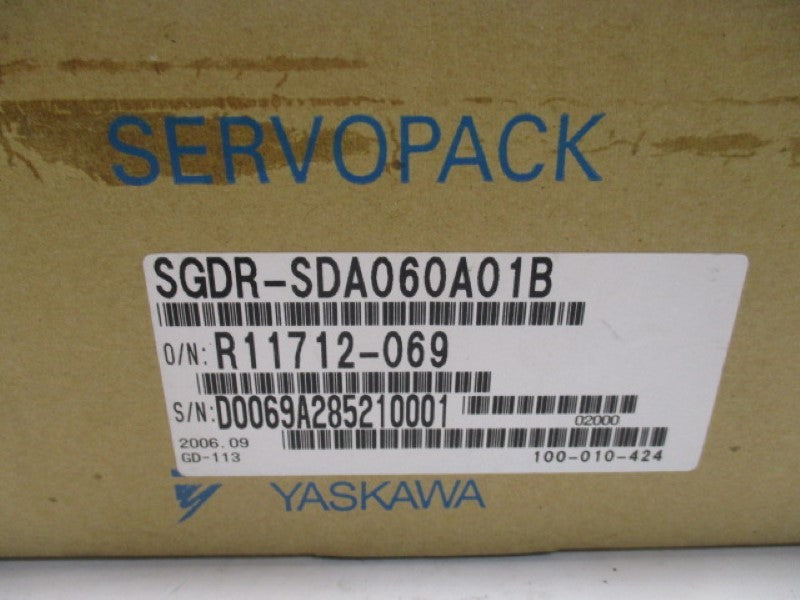 SERVOPACK
SGDR-SDA060A01B
O/N: R11712-069
S/N: D0069A285210001
02000
2006.09
GD-113
100-010-424
YASKAWA